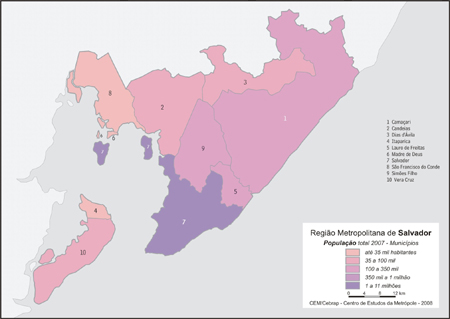 8
2
3
1
6
9
7
5
4
10
1 Camaçari
2 Candeias
3 Dias d'Ávila
4 Itaparica
5 Lauro de Freitas
6 Madre de Deus
7 Salvador
8 São Francisco do Conde
9 Simões Filho
10 Vera Cruz
Região Metropolitana de Salvador
População total 2007 - Municípios
até 35 mil habitantes
35 a 100 mil
100 a 350 mil
350 mil a 1 milhão
1 a 11 milhões
0 4 8 12 km
CEM/Cebrap - Centro de Estudos da Metrópole - 2008